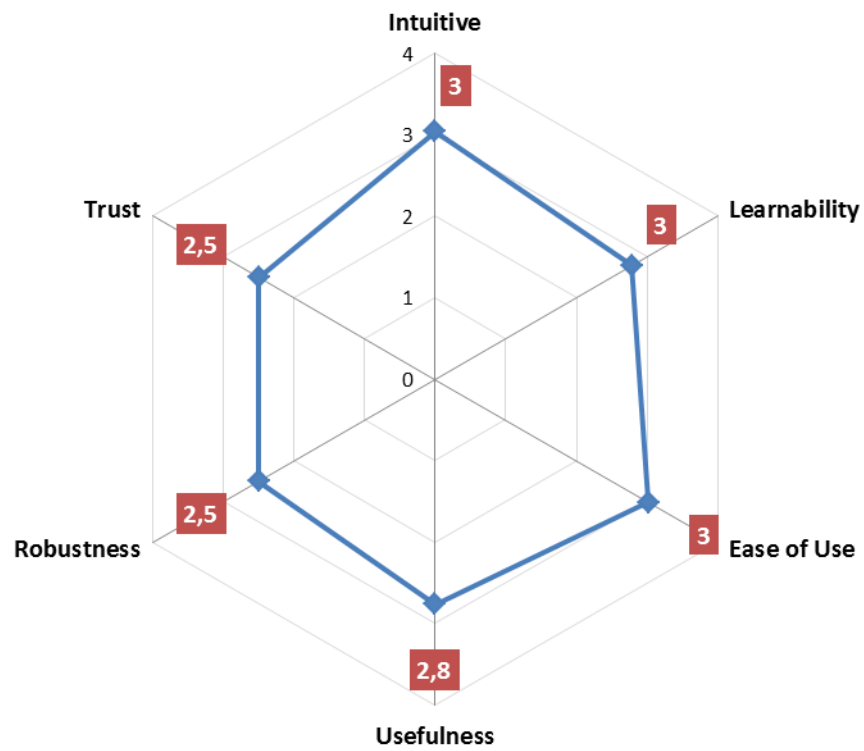 Intuitive
4
3
3
Trust
Learnability
2
3
2,5
1
0
2,5
3
Robustness
Ease of Use
2,8
Usefulness